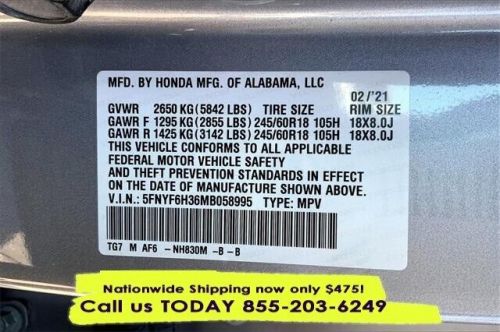 MFD. BY HONDA MFG. OF ALABAMA, LLC
02 /'21
GVWR 2650 KG (5842 LBS) TIRE SIZE RIM SIZE
GAWR F 1295 KG (2855 LBS) 245/60R18 105H 18X8.0J
GAWR R 1425 KG (3142 LBS) 245/60R18 105H 18X8.0J
THIS VEHICLE CONFORMS TO ALL APPLICABLE
FEDERAL MOTOR VEHICLE SAFETY
AND THEFT PREVENTION STANDARDS IN EFFECT
ON THE DATE OF MANUFACTURE SHOWN ABOVE.
V.I.N.: 5FNYF6H36MB058995 TYPE: MPV
TG7 M AF6 -NH830M -B -B
Nationwide Shipping now only $475!
Call us TODAY 855-203-6249